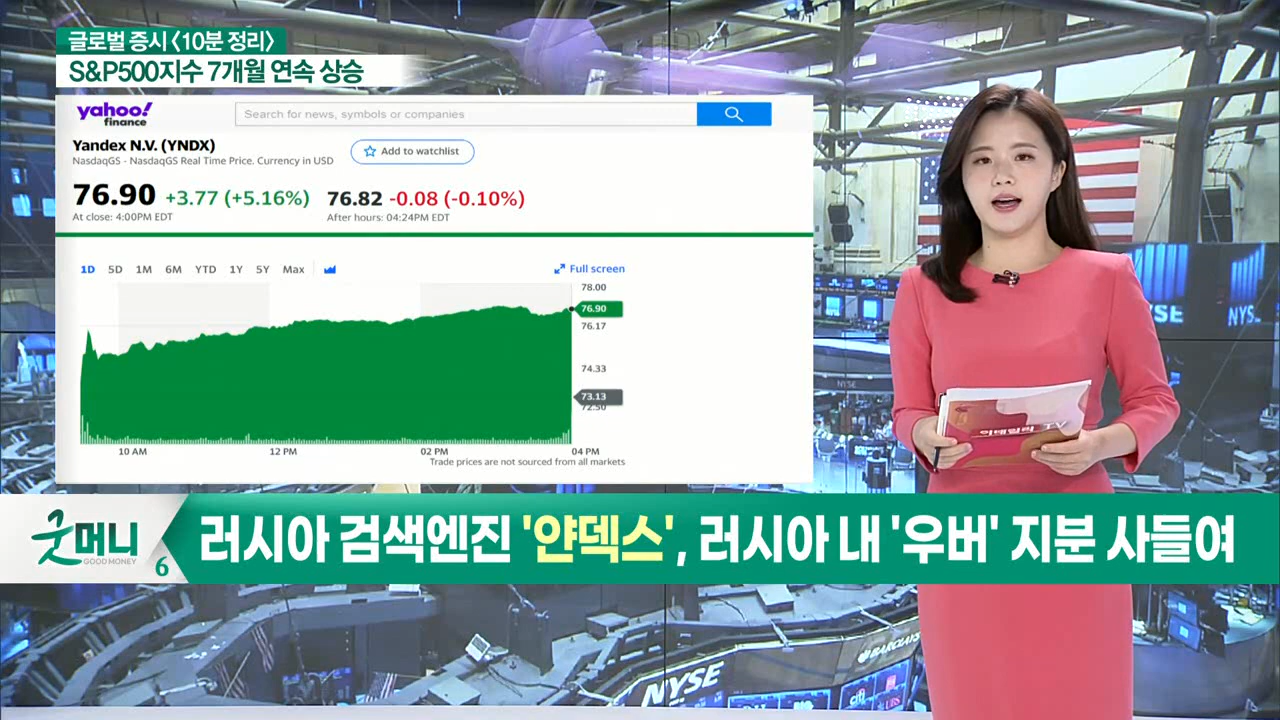 글로벌 증시 <10분 정리>
S&P500지수 7개월 연속 상승
yahoo!
finance
Search for news, symbols or companies
Yandex N.V. (YNDX)
NasdaqGS - NasdaqGS Real Time Price. Currency in USD
Add to watchlist
76.90 +3.77 (+5.16%) 76.82 -0.08 (-0.10%)
At close: 4:00PM EDT After hours: 04:24PM EDT
1D 5D 1M 6M YTD 1Y 5Y Max Full screen
78.00
76.90
76.17
74.33
73.13
72.50
10 AM 12 PM 02 PM 04 PM
Trade prices are not sourced from all markets
NYSE
NYS
굿머니
GOOD MONEY
6
러시아 검색엔진 '얀덱스', 러시아 내 '우버' 지분 사들여
NYSE
BARCLAYS
citi
UBS